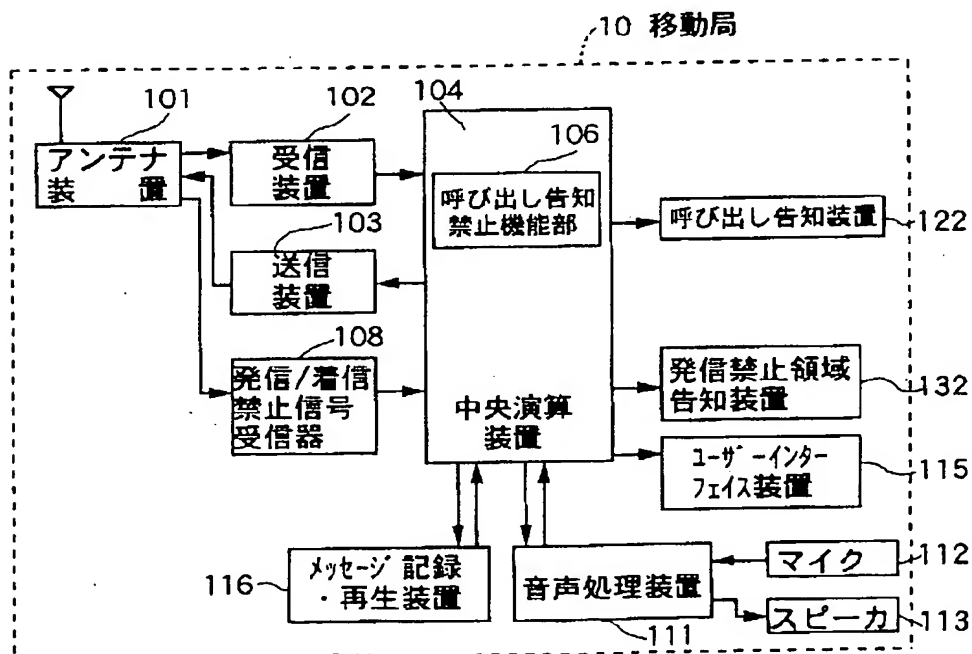 10 移動局
101
アンテナ
装　置
102
受信
装置
103
送信
装置
108
発信/着信
禁止信号
受信器
104
106
呼び出し告知
禁止機能部
中央演算
装置
呼び出し告知装置
122
発信禁止領域
告知装置
132
ユーザーインター
フェイス装置
115
メッセージ記録
・再生装置
116
音声処理装置
111
マイク
112
スピーカ
113